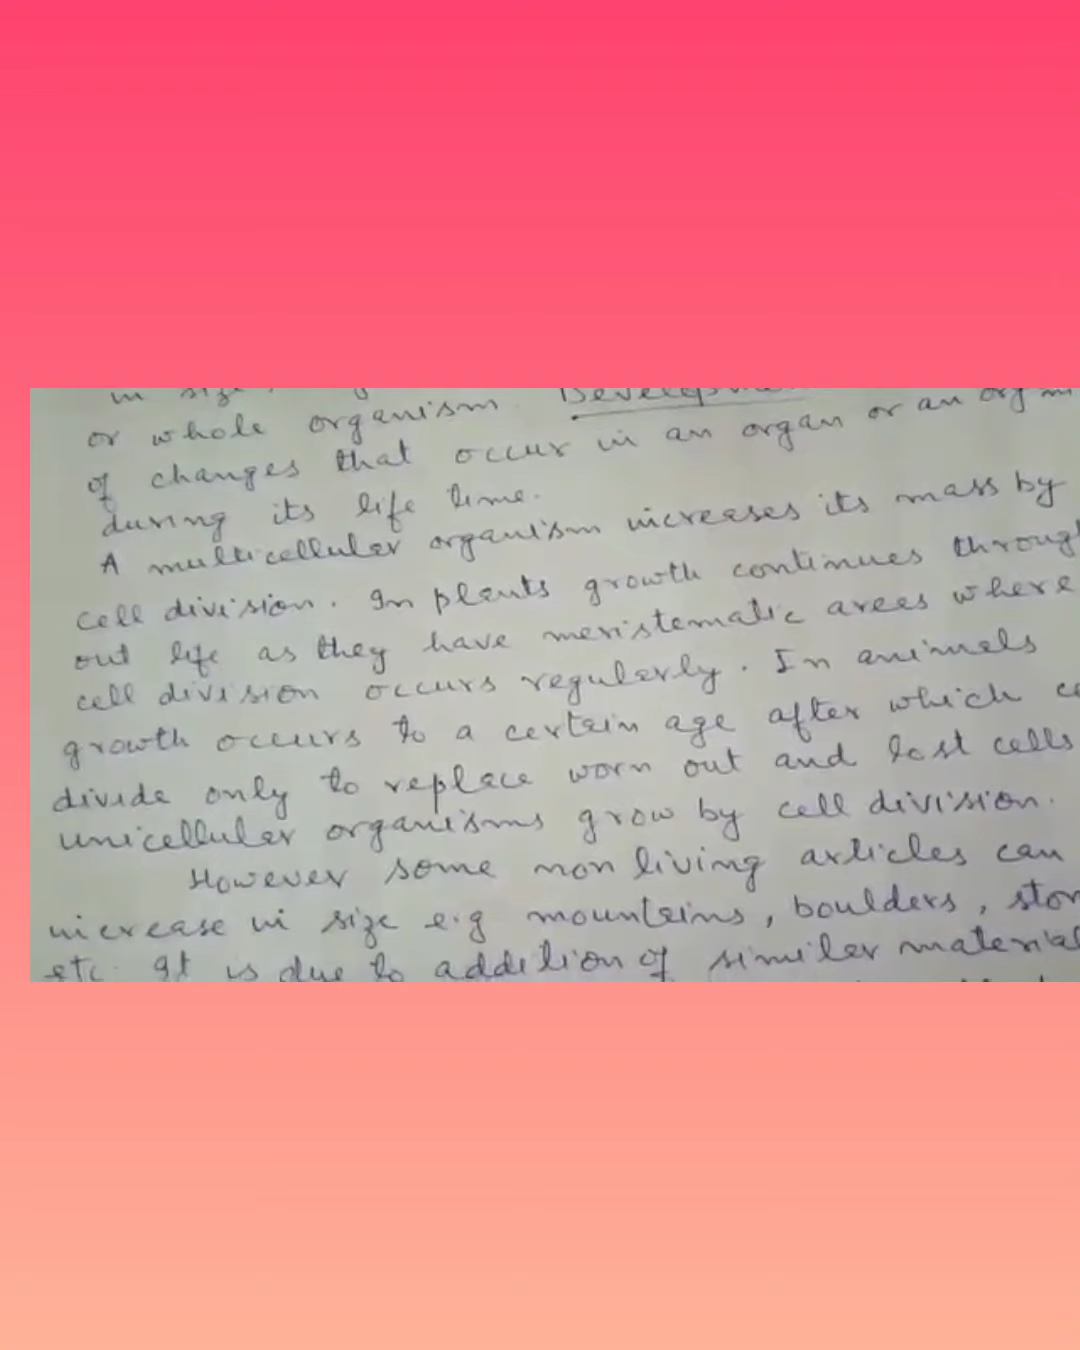 in size,
or whole organism. Developmen
of changes that occur in an organ or an
during its life time.
A multicellular organism increases its mass by
cell division. In plants growth continues through
out life as they have meristematic areas where
cell division occurs regularly. In animals
growth occurs to a certain age after which
divide only to replace worn out and lost cells
unicellular organisms grow by cell division.
However some non living articles can
increase in size e.g mountains, boulders, ston
etc. It is due to addition of similar material